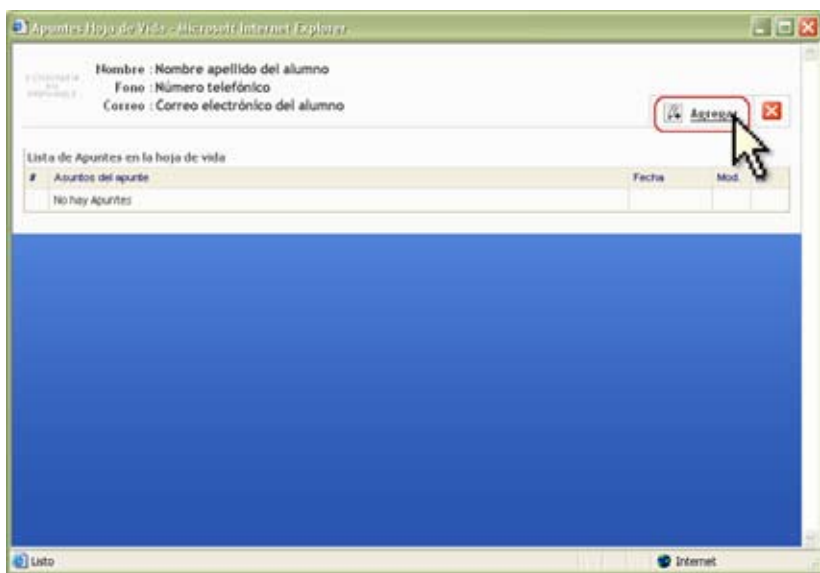 Apuntes Hoja de Vida - Microsoft Internet Explorer
Nombre : Nombre apellido del alumno
Fono : Número telefónico
Correo : Correo electrónico del alumno
Agregar
Lista de Apuntes en la hoja de vida
# Asuntos del apunte Fecha Mod.
No hay Apuntes
Listo Internet